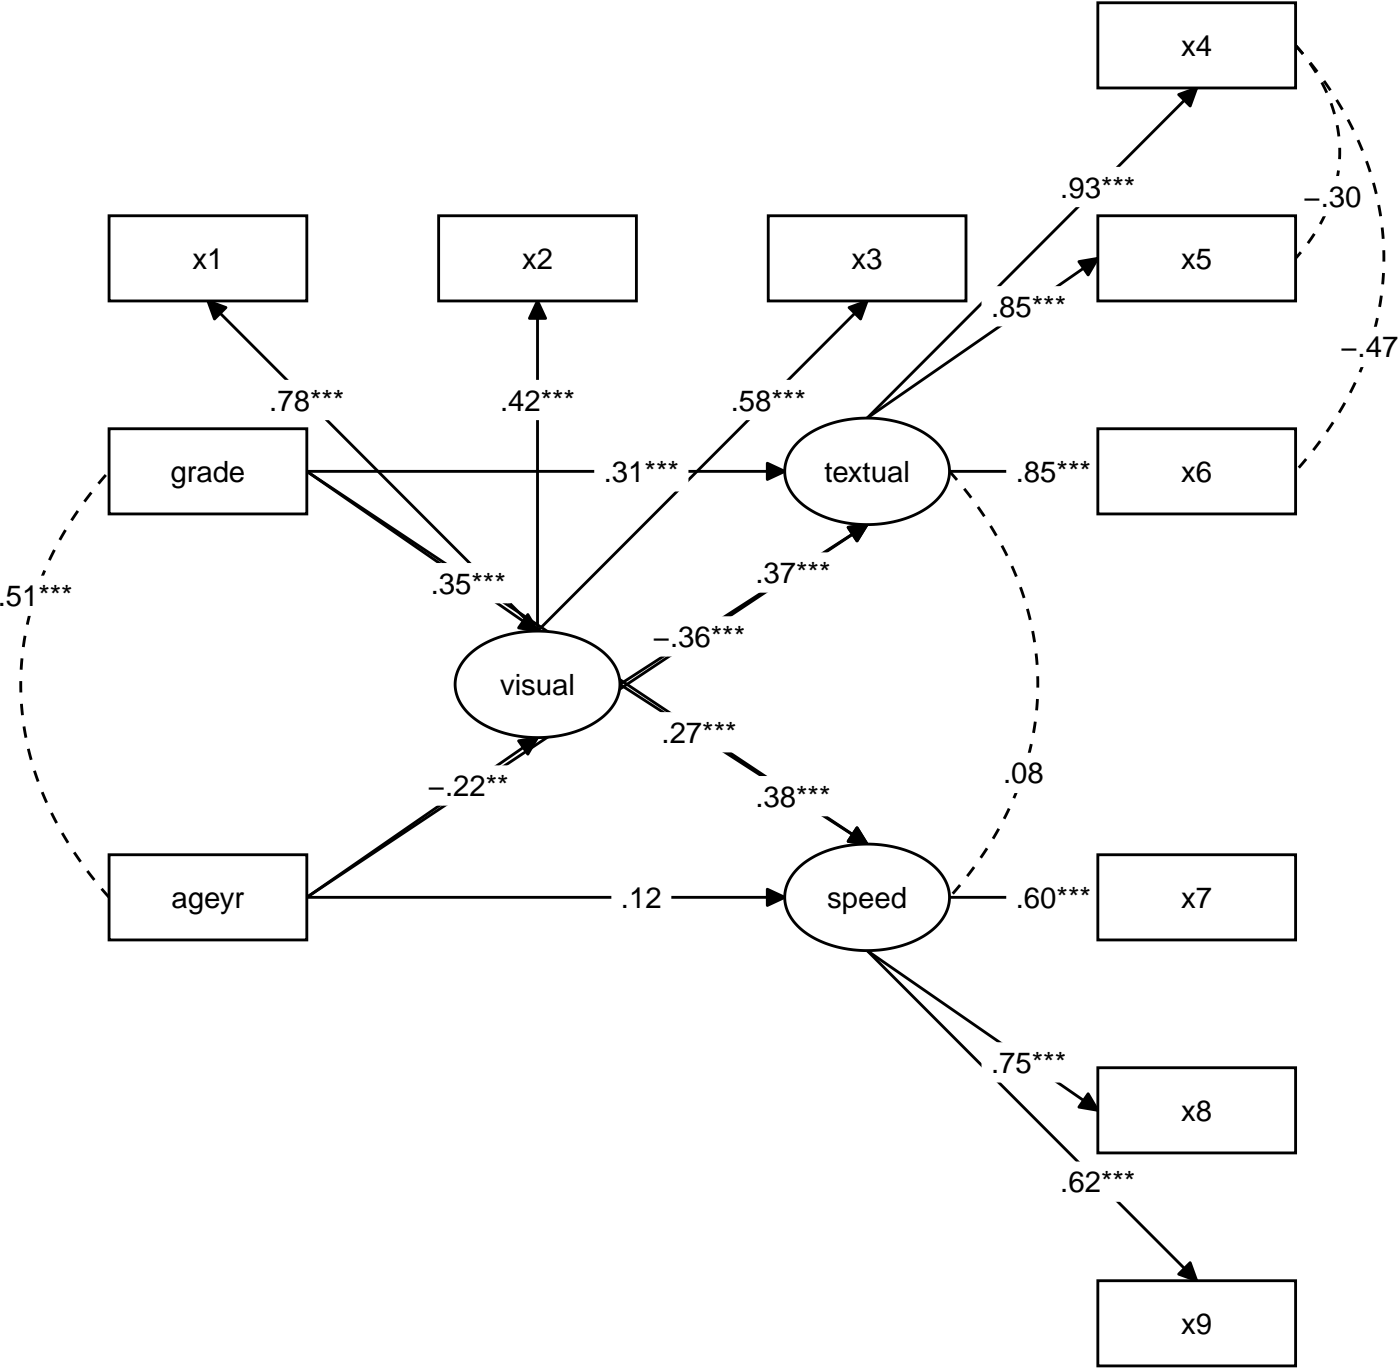 x4
.93***
–.30
x1
x2
x3
x5
.85***
–.47
.78***
.42***
.58***
grade
.31***
textual
.85***
x6
.35***
.37***
.51***
–.36***
visual
.27***
.08
–.22**
.38***
ageyr
.12
speed
.60***
x7
.75***
x8
.62***
x9